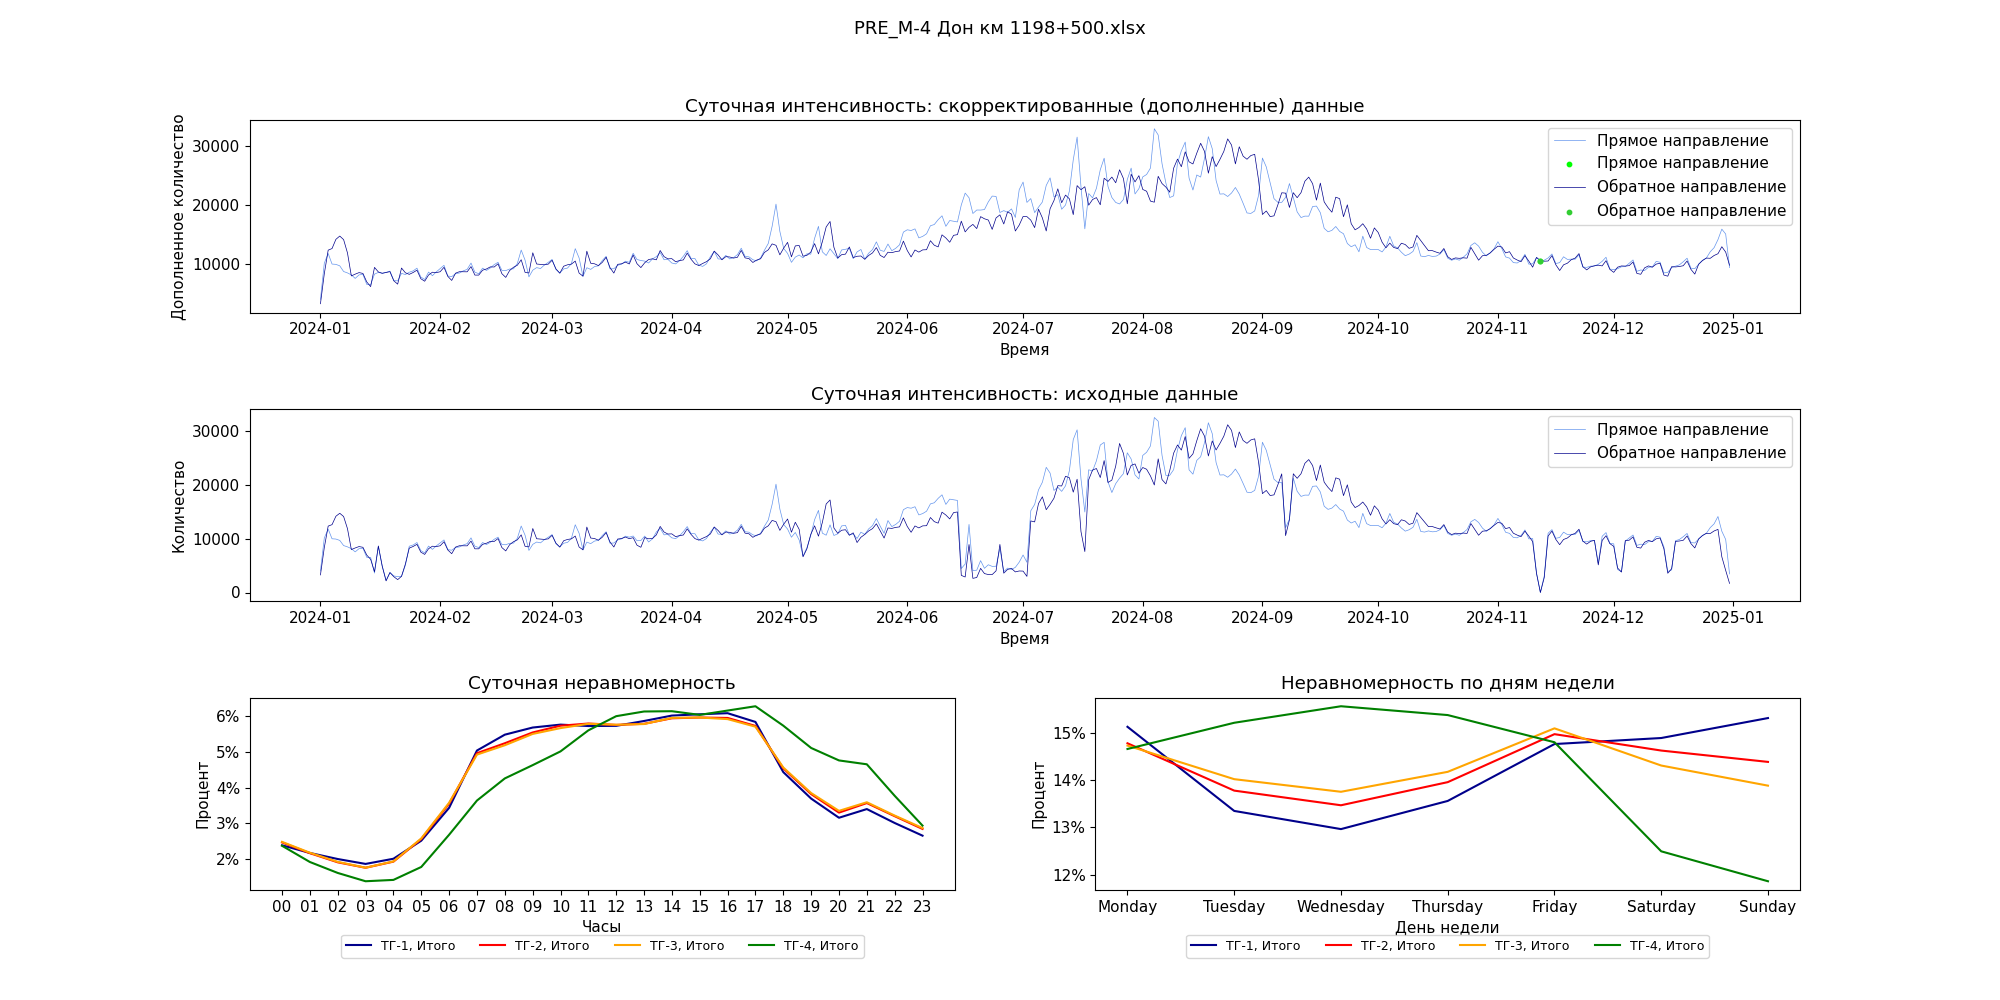 PRE_M-4 Дон км 1198+500.xlsx
Суточная интенсивность: скорректированные (дополненные) данные
Дополненное количество
30000
20000
10000
Прямое направление
Прямое направление
Обратное направление
Обратное направление
2024-01 2024-02 2024-03 2024-04 2024-05 2024-06 2024-07 2024-08 2024-09 2024-10 2024-11 2024-12 2025-01
Время
Суточная интенсивность: исходные данные
Количество
30000
20000
10000
0
Прямое направление
Обратное направление
2024-01 2024-02 2024-03 2024-04 2024-05 2024-06 2024-07 2024-08 2024-09 2024-10 2024-11 2024-12 2025-01
Время
Суточная неравномерность
Процент
6%
5%
4%
3%
2%
00 01 02 03 04 05 06 07 08 09 10 11 12 13 14 15 16 17 18 19 20 21 22 23
Часы
ТГ-1, Итого ТГ-2, Итого ТГ-3, Итого ТГ-4, Итого
Неравномерность по дням недели
Процент
15%
14%
13%
12%
Monday Tuesday Wednesday Thursday Friday Saturday Sunday
День недели
ТГ-1, Итого ТГ-2, Итого ТГ-3, Итого ТГ-4, Итого